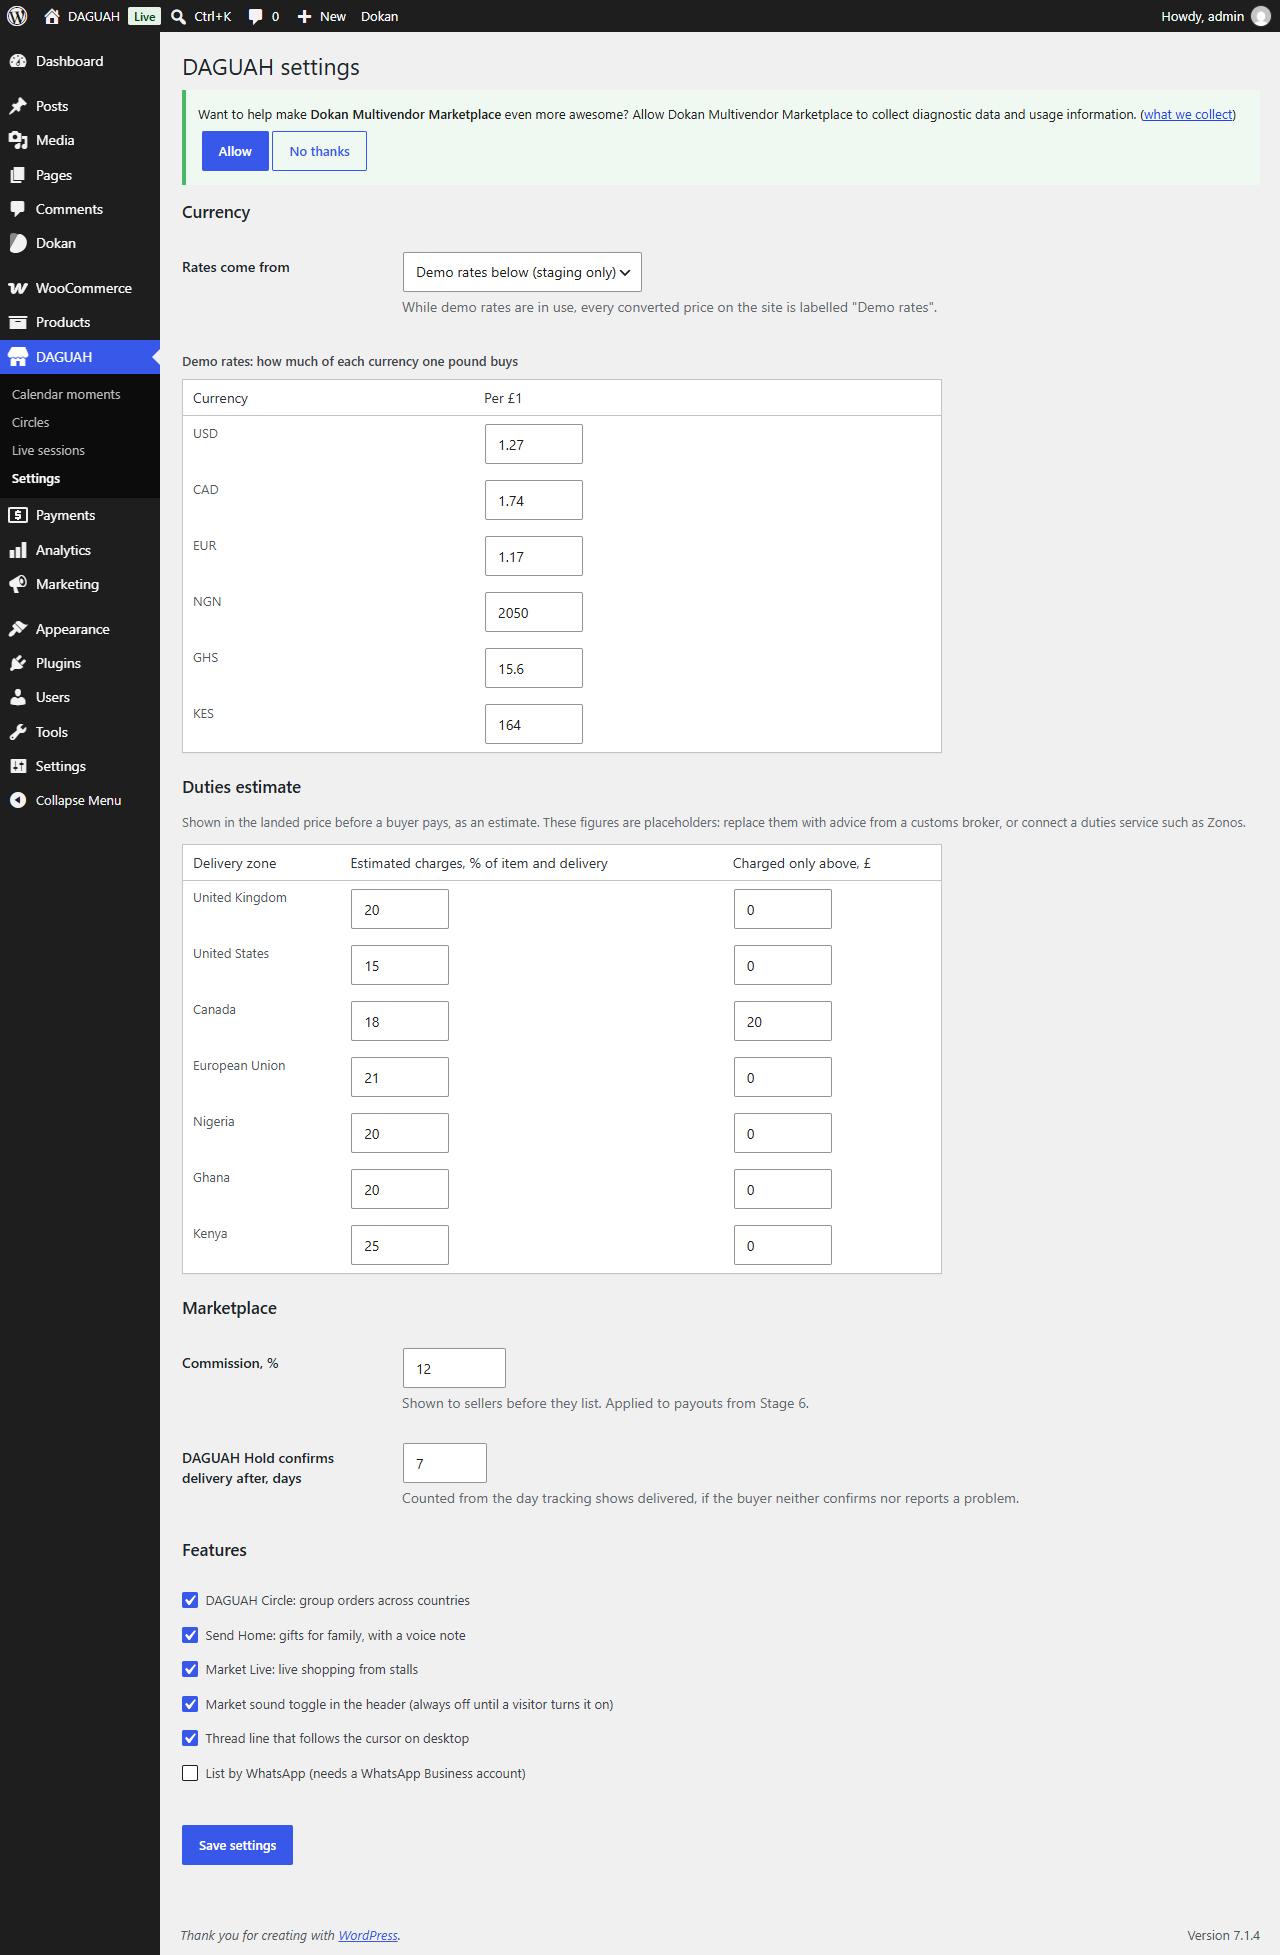 DAGUAH Live Ctrl+K 0 New Dokan Howdy, admin
Dashboard
Posts
Media
Pages
Comments
Dokan
WooCommerce
Products
DAGUAH
Calendar moments
Circles
Live sessions
Settings
Payments
Analytics
Marketing
Appearance
Plugins
Users
Tools
Settings
Collapse Menu
DAGUAH settings
Want to help make Dokan Multivendor Marketplace even more awesome? Allow Dokan Multivendor Marketplace to collect diagnostic data and usage information. (what we collect)
Allow No thanks
Currency
Rates come from Demo rates below (staging only)
While demo rates are in use, every converted price on the site is labelled "Demo rates".
Demo rates: how much of each currency one pound buys
Currency Per £1
USD 1.27
CAD 1.74
EUR 1.17
NGN 2050
GHS 15.6
KES 164
Duties estimate
Shown in the landed price before a buyer pays, as an estimate. These figures are placeholders: replace them with advice from a customs broker, or connect a duties service such as Zonos.
Delivery zone Estimated charges, % of item and delivery Charged only above, £
United Kingdom 20 0
United States 15 0
Canada 18 20
European Union 21 0
Nigeria 20 0
Ghana 20 0
Kenya 25 0
Marketplace
Commission, % 12
Shown to sellers before they list. Applied to payouts from Stage 6.
DAGUAH Hold confirms
delivery after, days 7
Counted from the day tracking shows delivered, if the buyer neither confirms nor reports a problem.
Features
DAGUAH Circle: group orders across countries
Send Home: gifts for family, with a voice note
Market Live: live shopping from stalls
Market sound toggle in the header (always off until a visitor turns it on)
Thread line that follows the cursor on desktop
List by WhatsApp (needs a WhatsApp Business account)
Save settings
Thank you for creating with WordPress. Version 7.1.4